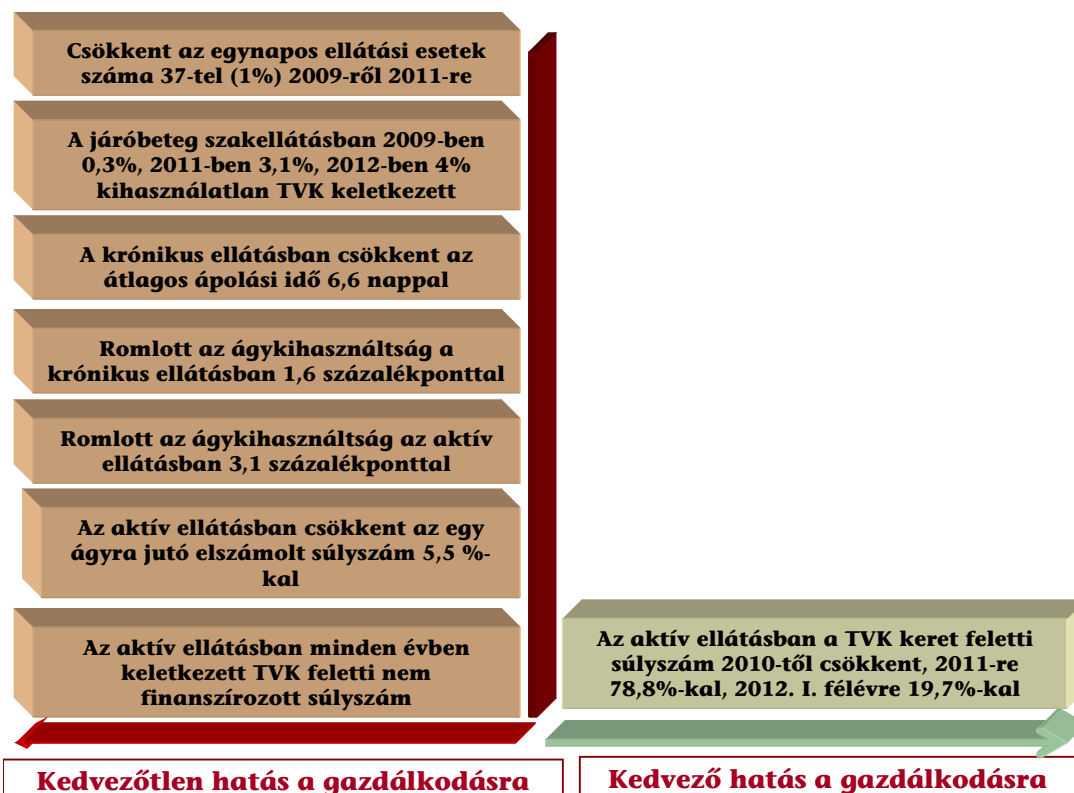 Csökkent az egynapos ellátási esetek
száma 37-tel (1%) 2009-ről 2011-re
A járóbeteg szakellátásban 2009-ben
0,3%, 2011-ben 3,1%, 2012-ben 4%
kihasználatlan TVK keletkezett
A krónikus ellátásban csökkent az
átlagos ápolási idő 6,6 nappal
Romlott az ágykihasználtság a
krónikus ellátásban 1,6 százalékponttal
Romlott az ágykihasználtság az aktív
ellátásban 3,1 százalékponttal
Az aktív ellátásban csökkent az egy
ágyra jutó elszámolt súlyszám 5,5 %-
kal
Az aktív ellátásban minden évben
keletkezett TVK feletti nem
finanszírozott súlyszám
Az aktív ellátásban a TVK keret feletti
súlyszám 2010-től csökkent, 2011-re
78,8%-kal, 2012. I. félévre 19,7%-kal
Kedvezőtlen hatás a gazdálkodásra
Kedvező hatás a gazdálkodásra